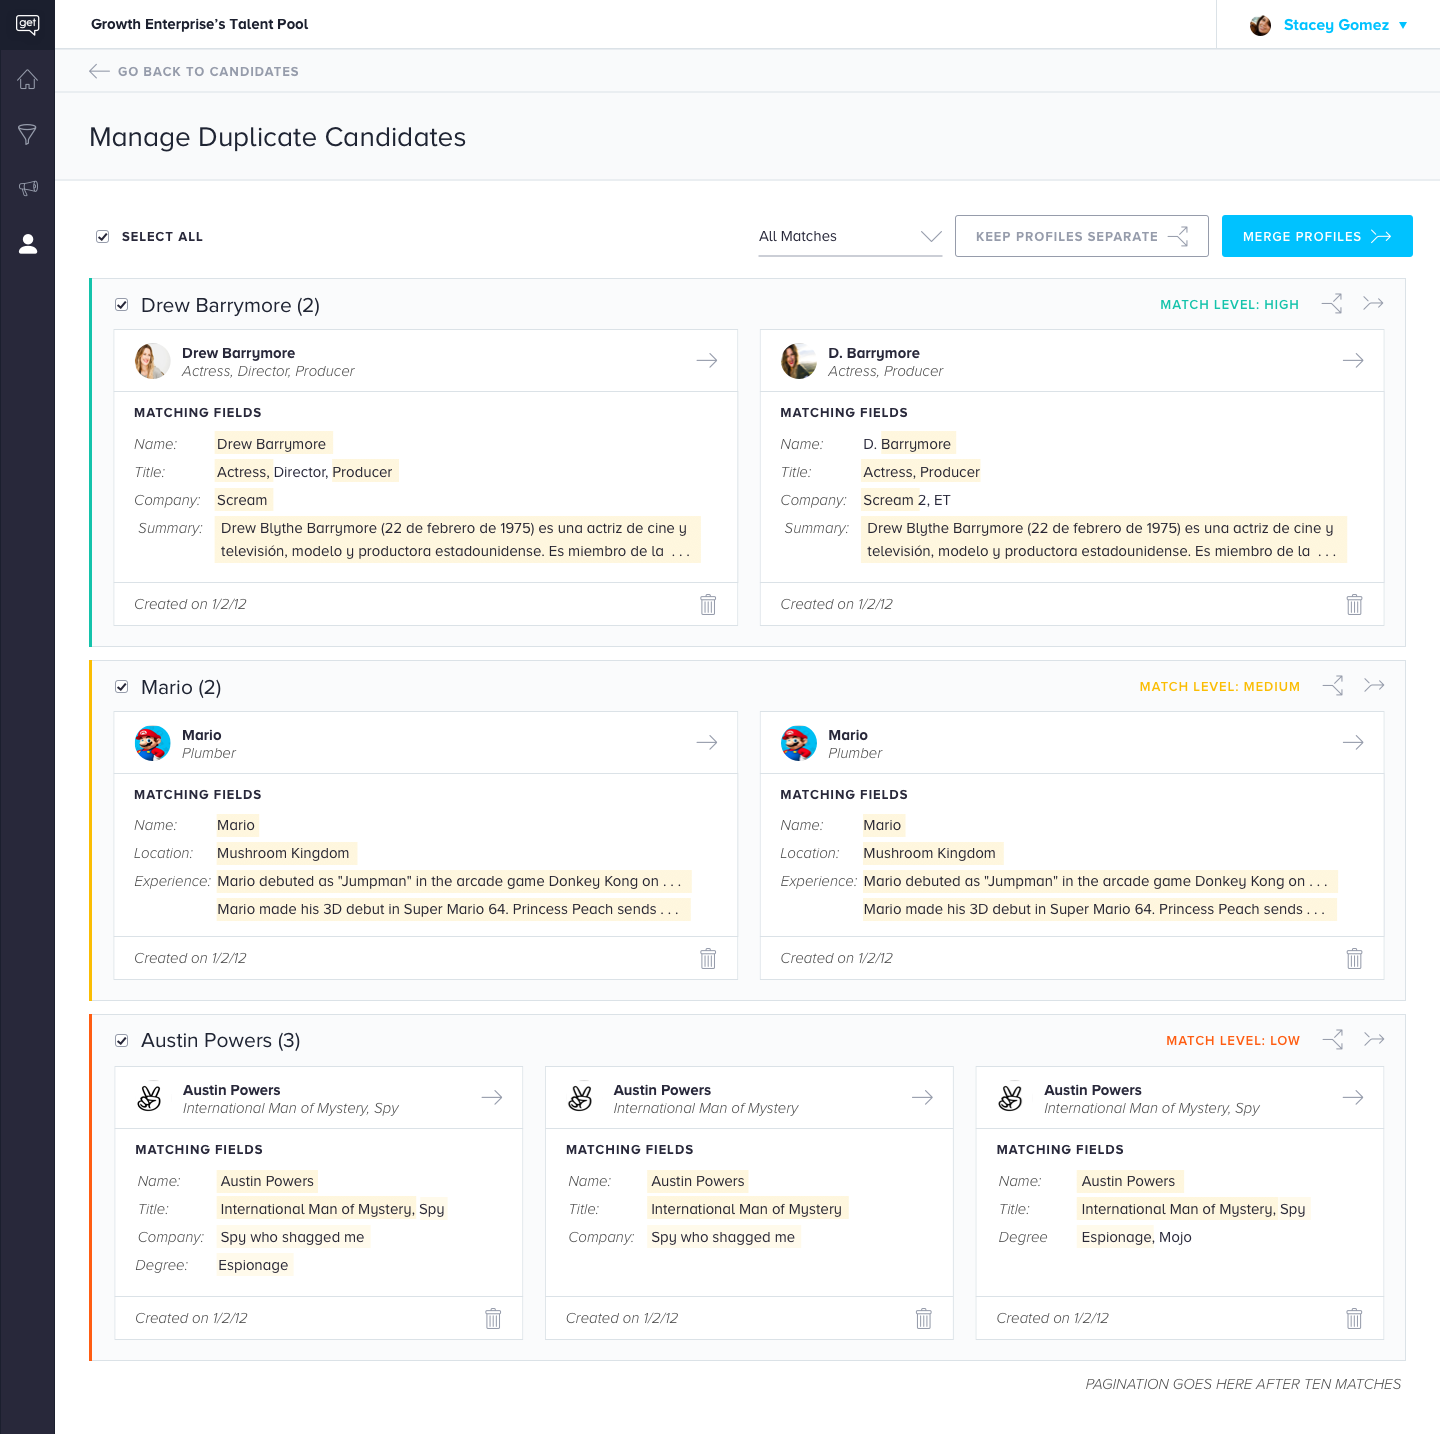 get
Growth Enterprise's Talent Pool
Stacey Gomez
GO BACK TO CANDIDATES
Manage Duplicate Candidates
SELECT ALL
All Matches
KEEP PROFILES SEPARATE
MERGE PROFILES
Drew Barrymore (2)
MATCH LEVEL: HIGH
Drew Barrymore
Actress, Director, Producer
MATCHING FIELDS
Name: Drew Barrymore
Title: Actress, Director, Producer
Company: Scream
Summary: Drew Blythe Barrymore (22 de febrero de 1975) es una actriz de cine y
televisión, modelo y productora estadounidense. Es miembro de la . . .
Created on 1/2/12
D. Barrymore
Actress, Producer
MATCHING FIELDS
Name: D. Barrymore
Title: Actress, Producer
Company: Scream 2, ET
Summary: Drew Blythe Barrymore (22 de febrero de 1975) es una actriz de cine y
televisión, modelo y productora estadounidense. Es miembro de la . . .
Created on 1/2/12
Mario (2)
MATCH LEVEL: MEDIUM
Mario
Plumber
MATCHING FIELDS
Name: Mario
Location: Mushroom Kingdom
Experience: Mario debuted as "Jumpman" in the arcade game Donkey Kong on . . .
Mario made his 3D debut in Super Mario 64. Princess Peach sends . . .
Created on 1/2/12
Mario
Plumber
MATCHING FIELDS
Name: Mario
Location: Mushroom Kingdom
Experience: Mario debuted as "Jumpman" in the arcade game Donkey Kong on . . .
Mario made his 3D debut in Super Mario 64. Princess Peach sends . . .
Created on 1/2/12
Austin Powers (3)
MATCH LEVEL: LOW
Austin Powers
International Man of Mystery, Spy
MATCHING FIELDS
Name: Austin Powers
Title: International Man of Mystery, Spy
Company: Spy who shagged me
Degree: Espionage
Created on 1/2/12
Austin Powers
International Man of Mystery
MATCHING FIELDS
Name: Austin Powers
Title: International Man of Mystery
Company: Spy who shagged me
Created on 1/2/12
Austin Powers
International Man of Mystery, Spy
MATCHING FIELDS
Name: Austin Powers
Title: International Man of Mystery, Spy
Degree Espionage, Mojo
Created on 1/2/12
PAGINATION GOES HERE AFTER TEN MATCHES